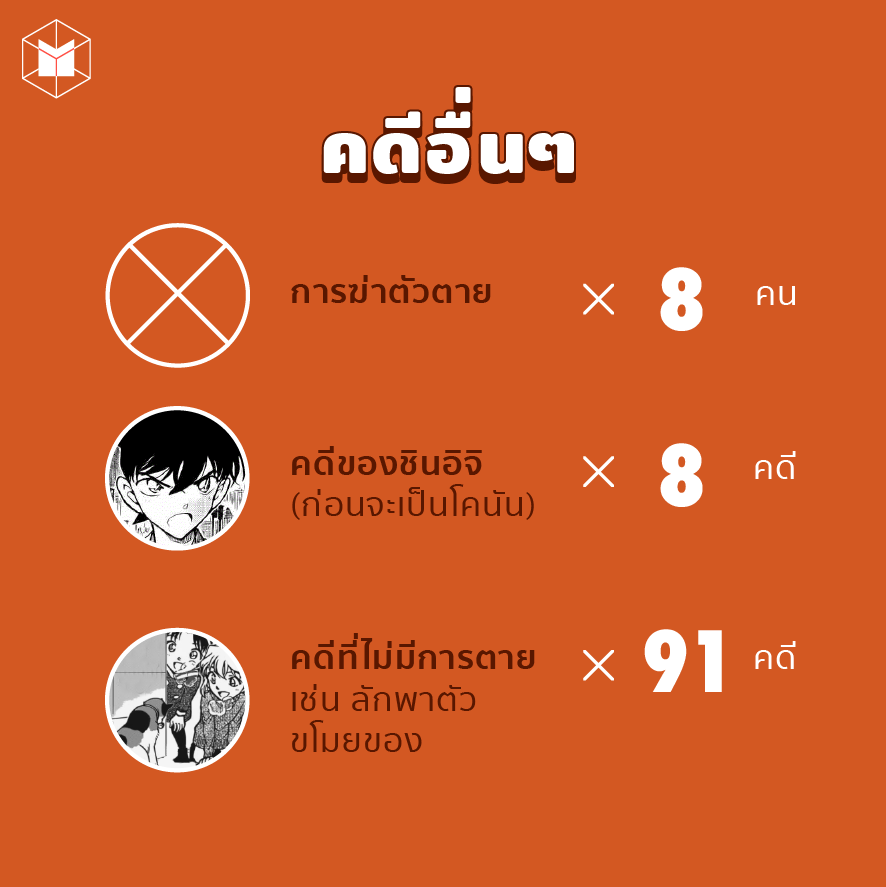 คดีอื่นๆ
การฆ่าตัวตาย × 8 คน
คดีของชินอิจิ × 8 คดี
(ก่อนจะเป็นโคนัน)
คดีที่ไม่มีการตาย × 91 คดี
เช่น ลักพาตัว
ขโมยของ